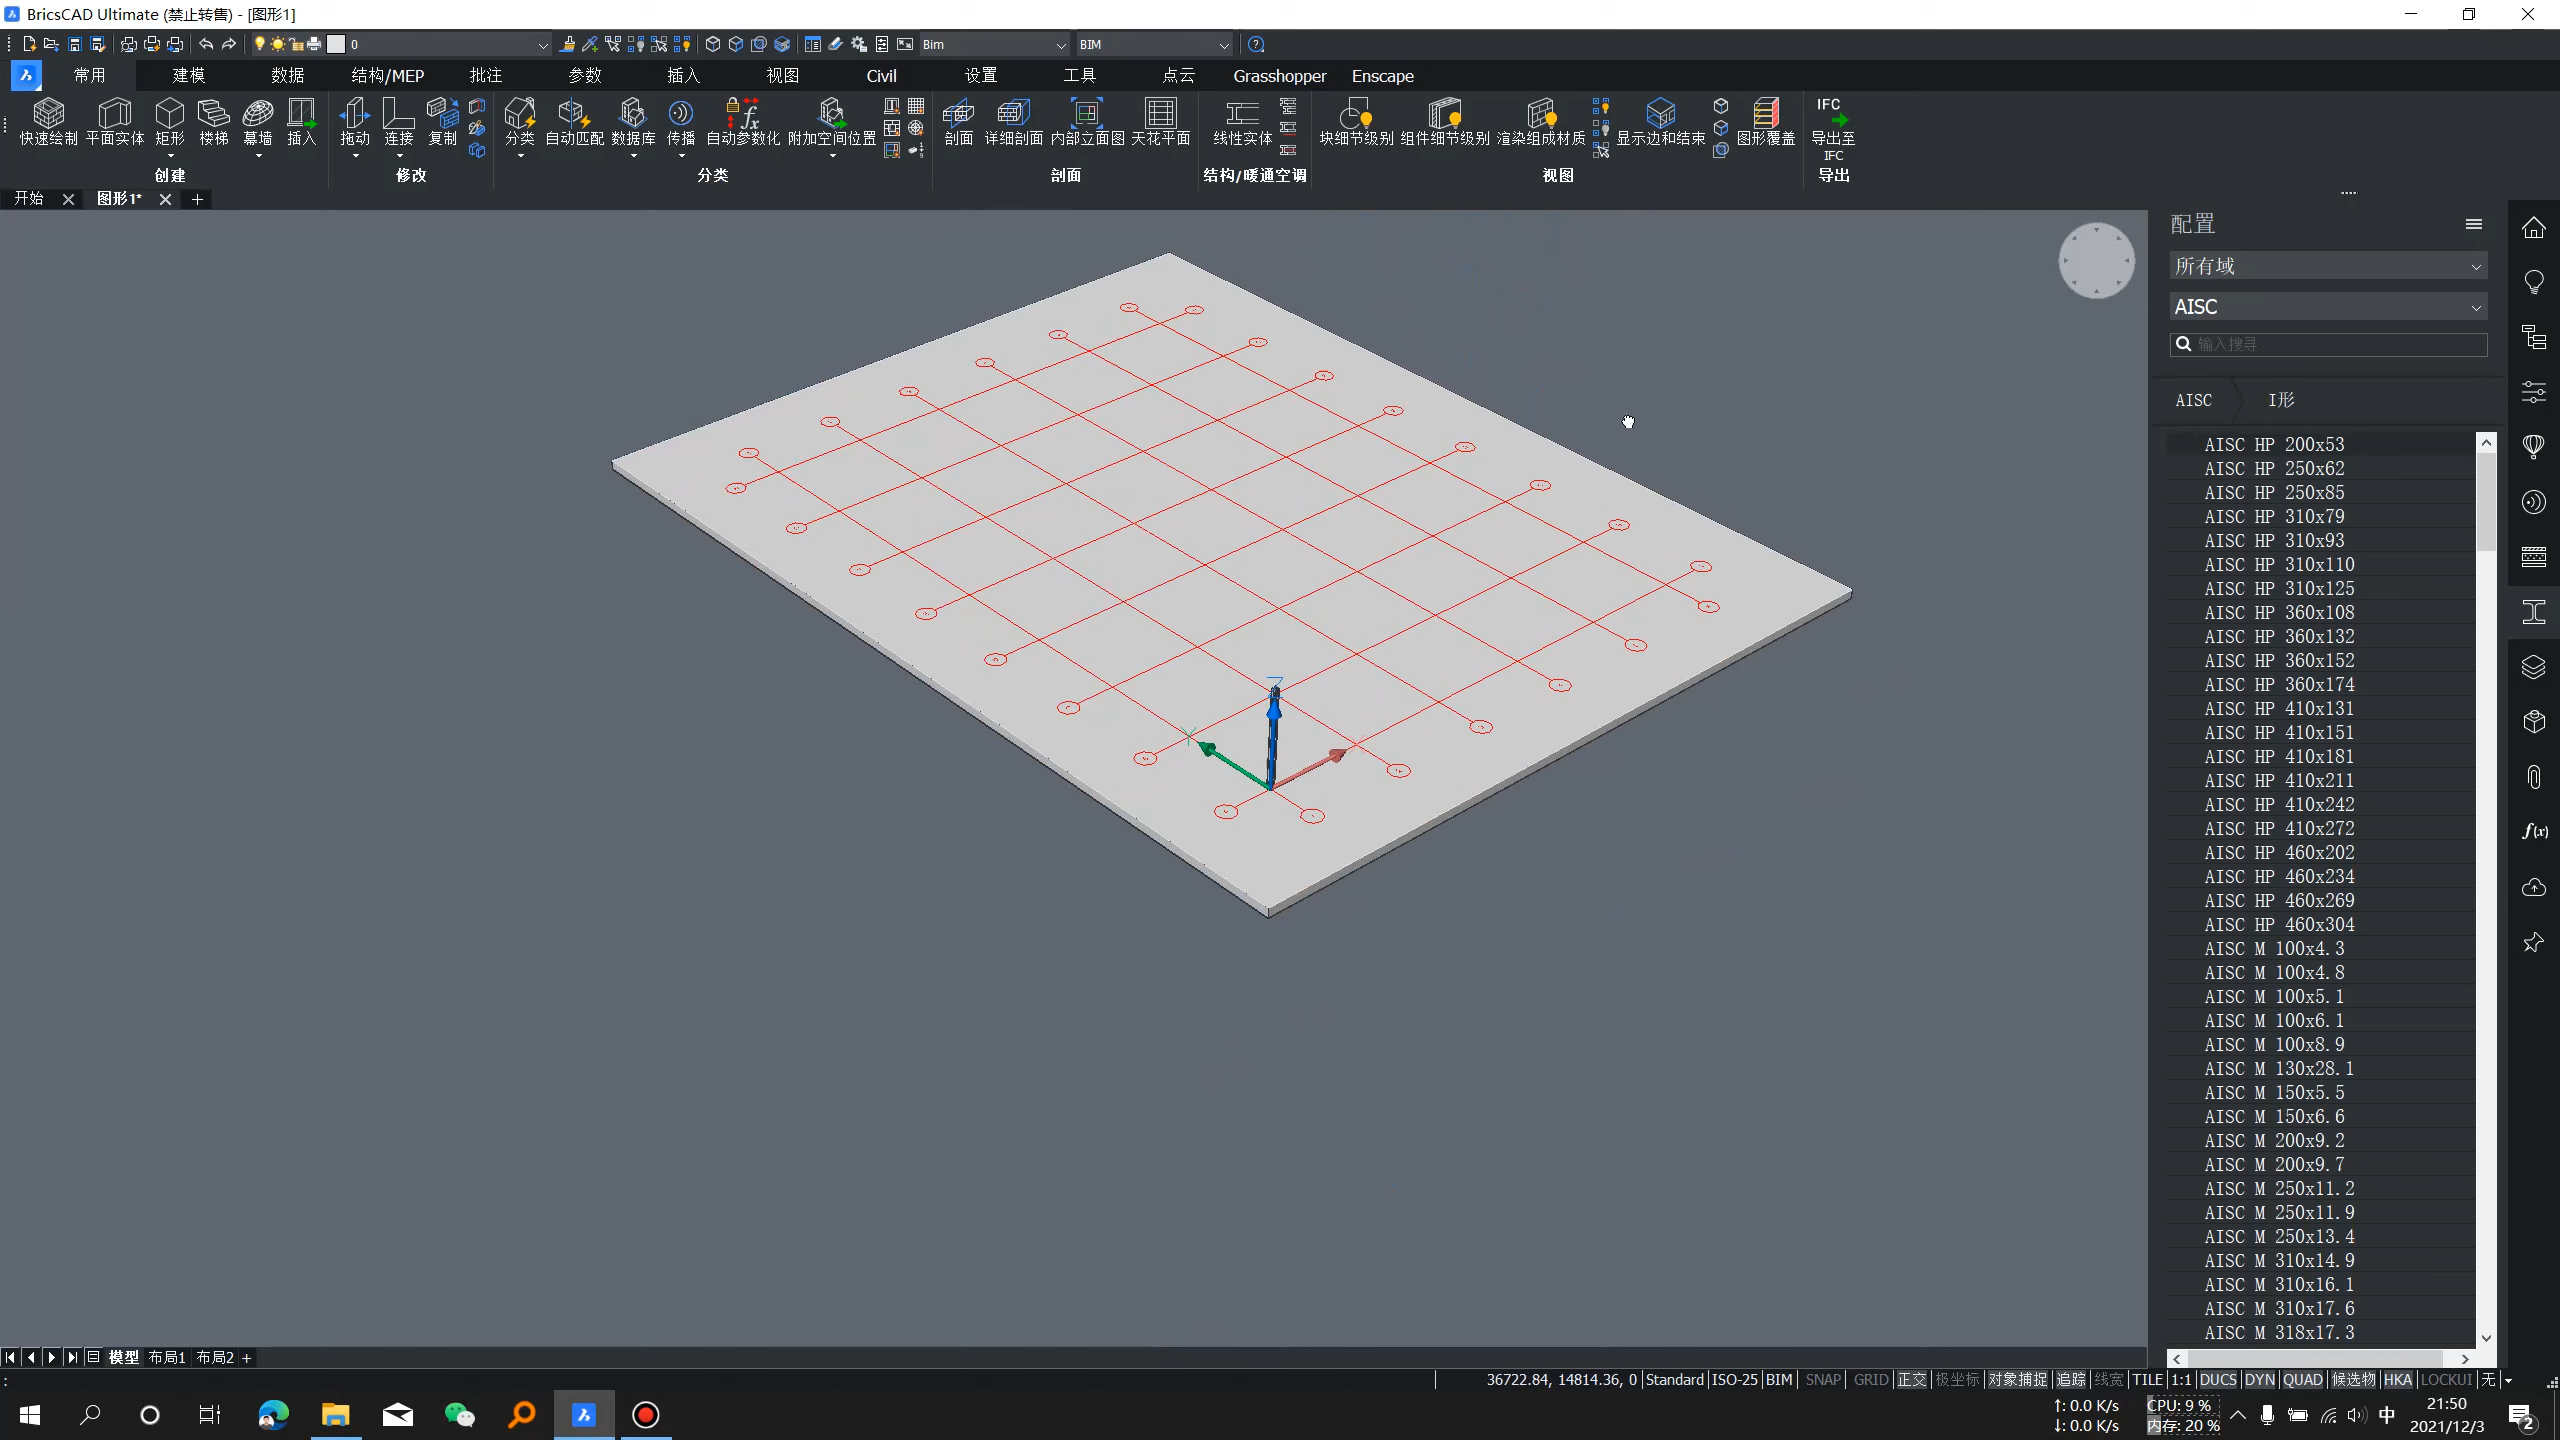 BricsCAD Ultimate (禁止转售) - [图形1]
0 Bim BIM
常用 建模 数据 结构/MEP 批注 参数 插入 视图 Civil 设置 工具 点云 Grasshopper Enscape
快速绘制 平面实体 矩形 楼梯 幕墙 插入 拖动 连接 复制 分类 自动匹配 数据库 传播 自动参数化 附加空间位置 剖面 详细剖面 内部立面图 天花平面 线性实体 块细节级别 组件细节级别 渲染组成材质 显示边和结束 图形覆盖 IFC 导出至 IFC
创建 修改 分类 剖面 结构/暖通空调 视图 导出
开始 图形1*
配置
所有域
AISC
输入搜寻
AISC I形
AISC HP 200x53
AISC HP 250x62
AISC HP 250x85
AISC HP 310x79
AISC HP 310x93
AISC HP 310x110
AISC HP 310x125
AISC HP 360x108
AISC HP 360x132
AISC HP 360x152
AISC HP 360x174
AISC HP 410x131
AISC HP 410x151
AISC HP 410x181
AISC HP 410x211
AISC HP 410x242
AISC HP 410x272
AISC HP 460x202
AISC HP 460x234
AISC HP 460x269
AISC HP 460x304
AISC M 100x4.3
AISC M 100x4.8
AISC M 100x5.1
AISC M 100x6.1
AISC M 100x8.9
AISC M 130x28.1
AISC M 150x5.5
AISC M 150x6.6
AISC M 200x9.2
AISC M 200x9.7
AISC M 250x11.2
AISC M 250x11.9
AISC M 250x13.4
AISC M 310x14.9
AISC M 310x16.1
AISC M 310x17.6
AISC M 318x17.3
f(x)
Z
Y
模型 布局1 布局2 +
: 36722.84, 14814.36, 0 Standard ISO-25 BIM SNAP GRID 正交 极坐标 对象捕捉 追踪 线宽 TILE 1:1 DUCS DYN QUAD 候选物 HKA LOCKUI 无
↑: 0.0 K/s CPU: 9 % 中 21:50 2
↓: 0.0 K/s 内存: 20 % 2021/12/3